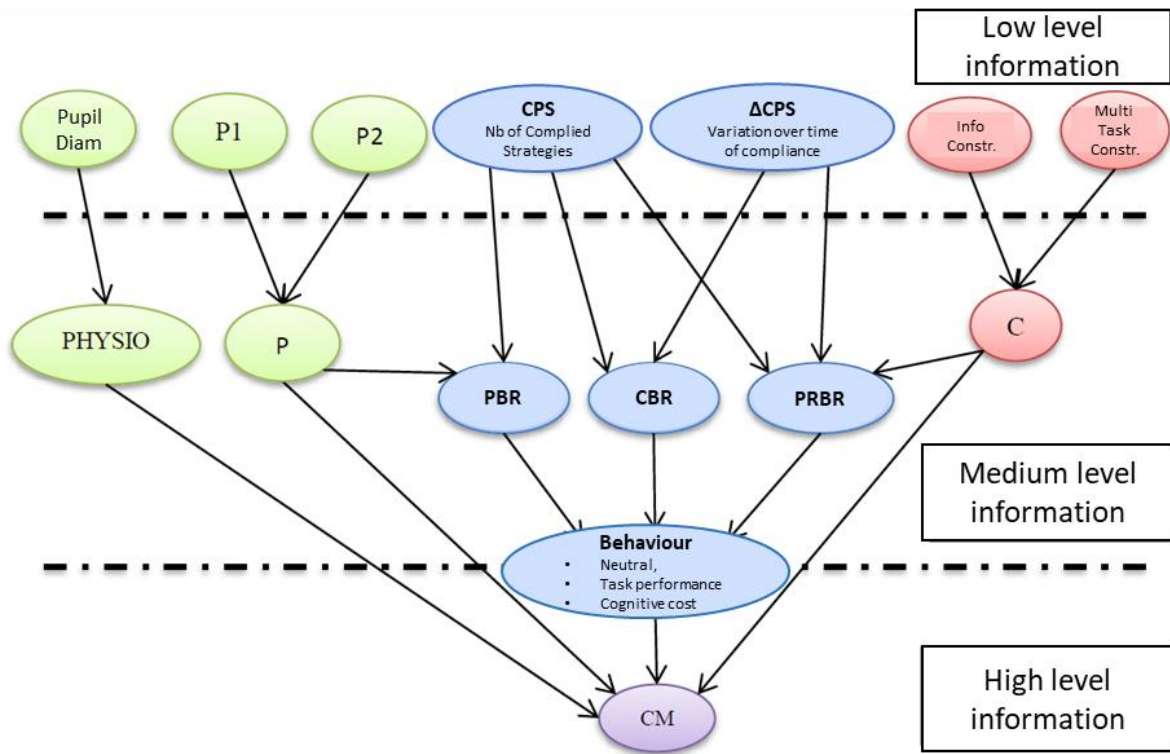 Low level
information
Pupil
Diam
P1
P2
CPS
Nb of Complied
Strategies
ΔCPS
Variation over time
of compliance
Info
Constr.
Multi
Task
Constr.
PHYSIO
P
C
PBR
CBR
PRBR
Medium level
information
Behaviour
• Neutral,
• Task performance
• Cognitive cost
High level
information
CM